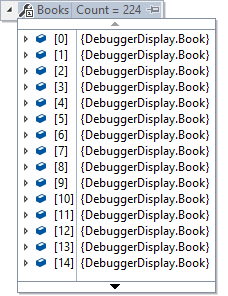 Books Count = 224
[0] {DebuggerDisplay.Book}
[1] {DebuggerDisplay.Book}
[2] {DebuggerDisplay.Book}
[3] {DebuggerDisplay.Book}
[4] {DebuggerDisplay.Book}
[5] {DebuggerDisplay.Book}
[6] {DebuggerDisplay.Book}
[7] {DebuggerDisplay.Book}
[8] {DebuggerDisplay.Book}
[9] {DebuggerDisplay.Book}
[10] {DebuggerDisplay.Book}
[11] {DebuggerDisplay.Book}
[12] {DebuggerDisplay.Book}
[13] {DebuggerDisplay.Book}
[14] {DebuggerDisplay.Book}